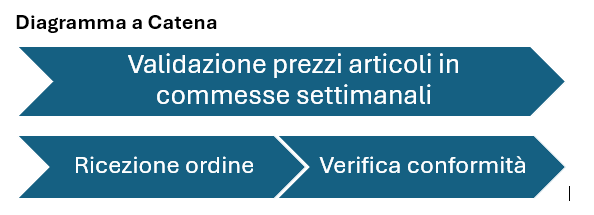 Diagramma a Catena
Validazione prezzi articoli in
commesse settimanali
Ricezione ordine
Verifica conformità